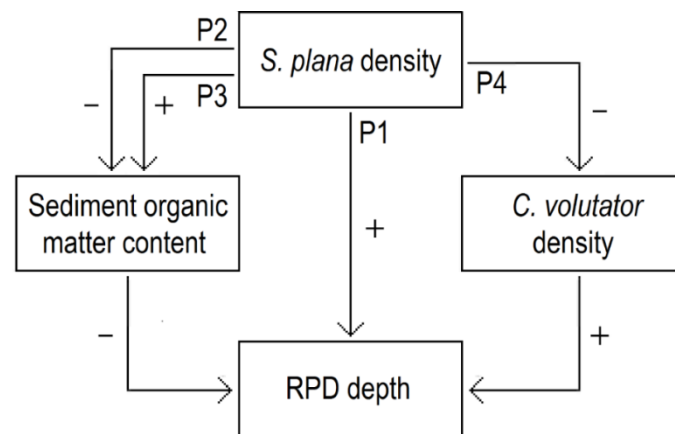 P2
S. plana density
P3
P4
P1
–
+
–
Sediment organic
matter content
C. volutator
density
+
–
+
RPD depth